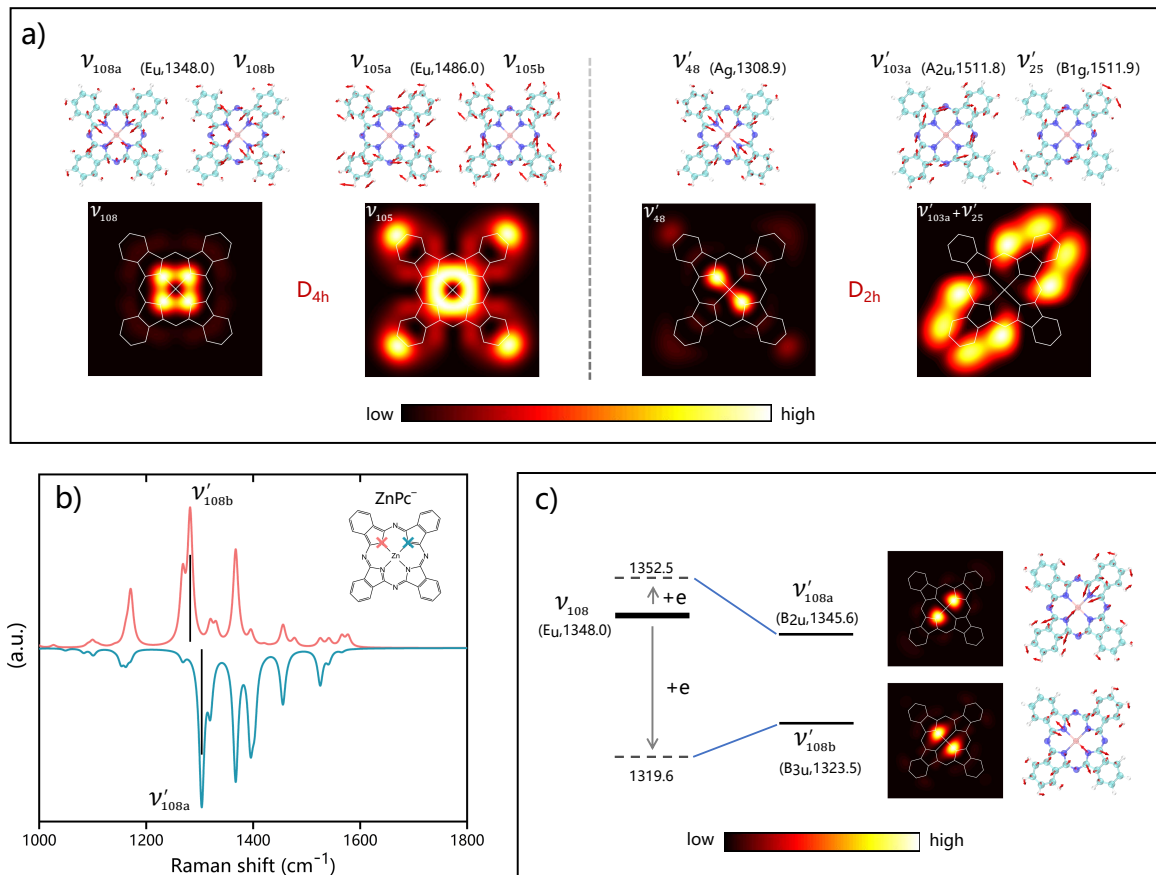 a)
ν108a (Eu,1348.0) ν108b
ν105a (Eu,1486.0) ν105b
ν′48 (Ag,1308.9)
ν′103a (A2u,1511.8) ν′25 (B1g,1511.9)
ν108
ν105
ν′48
ν′103a+ν′25
D4h
D2h
low
high
b)
ν′108b
ZnPc−
N
N
N
N
Zn
N
N
ν′108a
(a.u.)
1000 1200 1400 1600 1800
Raman shift (cm−1)
c)
1352.5
ν108
+e
(Eu,1348.0)
ν′108a
(B2u,1345.6)
+e
ν′108b
(B3u,1323.5)
1319.6
low
high